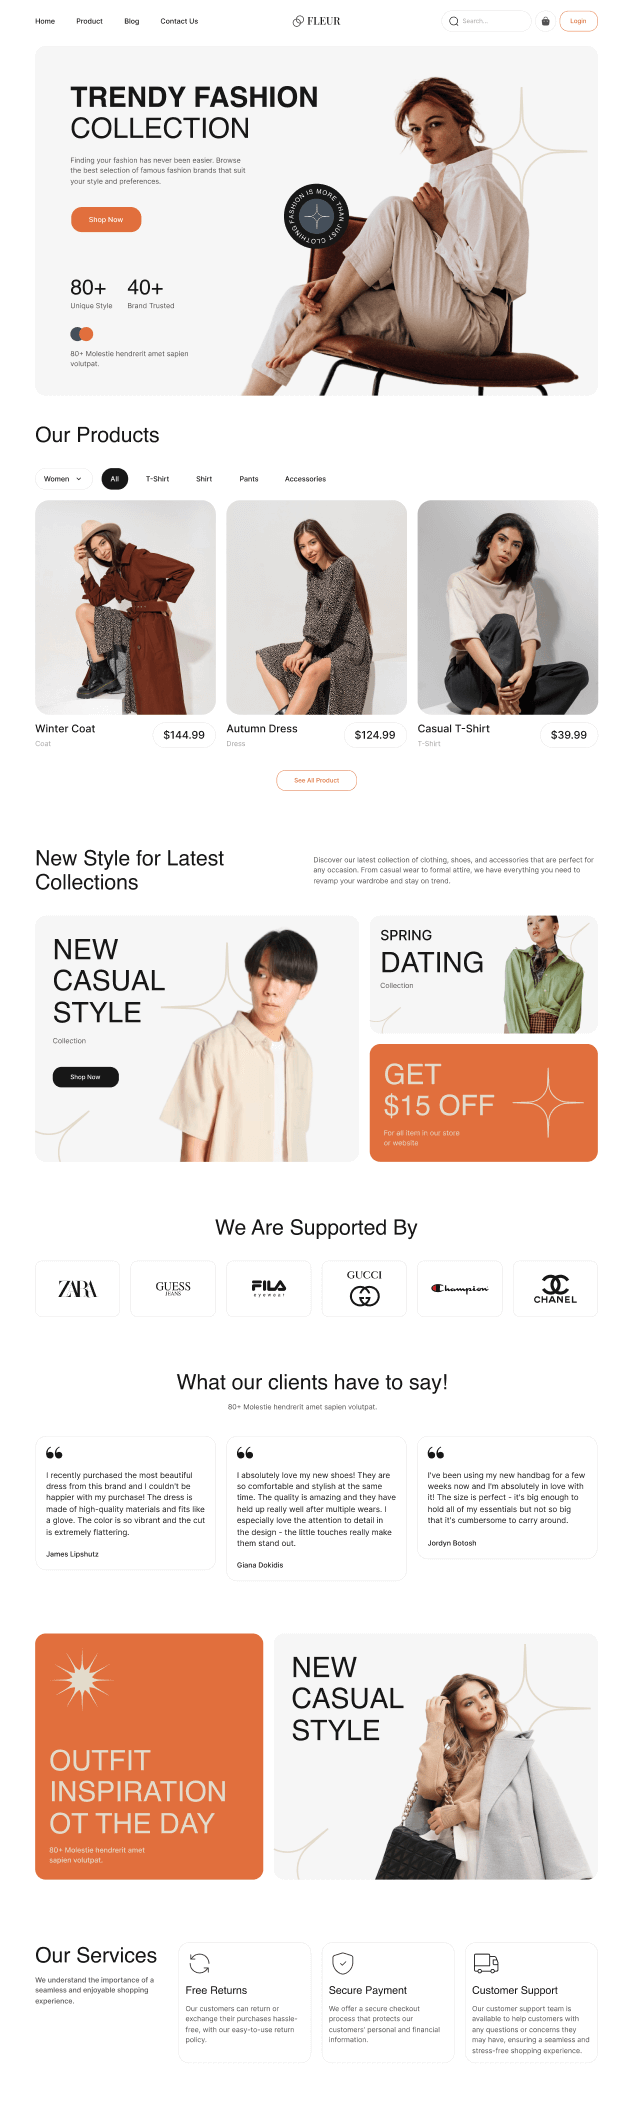 Home Product Blog Contact Us FLEUR Search... Login
TRENDY FASHION
COLLECTION
Finding your fashion has never been easier. Browse
the best selection of famous fashion brands that suit
your style and preferences.
FASHION IS MORE THAN JUST CLOTHING
Shop Now
80+ 40+
Unique Style Brand Trusted
80+ Molestie hendrerit amet sapien
volutpat.
Our Products
Women All T-Shirt Shirt Pants Accessories
Winter Coat $144.99 Autumn Dress $124.99 Casual T-Shirt $39.99
Coat Dress T-Shirt
See All Product
New Style for Latest
Collections
Discover our latest collection of clothing, shoes, and accessories that are perfect for
any occasion. From casual wear to formal attire, we have everything you need to
revamp your wardrobe and stay on trend.
NEW
CASUAL
STYLE
Collection
Shop Now
SPRING
DATING
Collection
GET
$15 OFF
For all item in our store
or website
We Are Supported By
ZARA
GUESS
JEANS
FILA
eyewear
GUCCI
Champion
CHANEL
What our clients have to say!
80+ Molestie hendrerit amet sapien volutpat.
I recently purchased the most beautiful
dress from this brand and I couldn't be
happier with my purchase! The dress is
made of high-quality materials and fits like
a glove. The color is so vibrant and the cut
is extremely flattering.
James Lipshutz
I absolutely love my new shoes! They are
so comfortable and stylish at the same
time. The quality is amazing and they have
held up really well after multiple wears. I
especially love the attention to detail in
the design - the little touches really make
them stand out.
Giana Dokidis
I've been using my new handbag for a few
weeks now and I'm absolutely in love with
it! The size is perfect - it's big enough to
hold all of my essentials but not so big
that it's cumbersome to carry around.
Jordyn Botosh
OUTFIT
INSPIRATION
OT THE DAY
80+ Molestie hendrerit amet
sapien volutpat.
NEW
CASUAL
STYLE
Our Services
We understand the importance of a
seamless and enjoyable shopping
experience.
Free Returns
Our customers can return or
exchange their purchases hassle-
free, with our easy-to-use return
policy.
Secure Payment
We offer a secure checkout
process that protects our
customers' personal and financial
information.
Customer Support
Our customer support team is
available to help customers with
any questions or concerns they
may have, ensuring a seamless and
stress-free shopping experience.